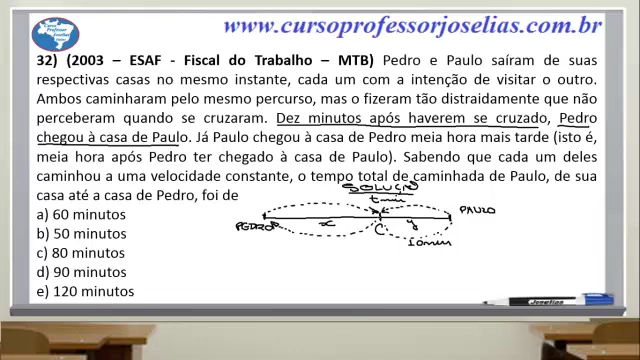 Curso
Professor
Joselias
www.cursoprofessorjoselias.com.br
32) (2003 – ESAF - Fiscal do Trabalho – MTB) Pedro e Paulo saíram de suas
respectivas casas no mesmo instante, cada um com a intenção de visitar o outro.
Ambos caminharam pelo mesmo percurso, mas o fizeram tão distraidamente que não
perceberam quando se cruzaram. Dez minutos após haverem se cruzado, Pedro
chegou à casa de Paulo. Já Paulo chegou à casa de Pedro meia hora mais tarde (isto é,
meia hora após Pedro ter chegado à casa de Paulo). Sabendo que cada um deles
caminhou a uma velocidade constante, o tempo total de caminhada de Paulo, de sua
casa até a casa de Pedro, foi de
SOLUÇÃO
a) 60 minutos
t min
PAULO
b) 50 minutos
PEDRO
x
C
y
10min
c) 80 minutos
d) 90 minutos
e) 120 minutos
Joselias